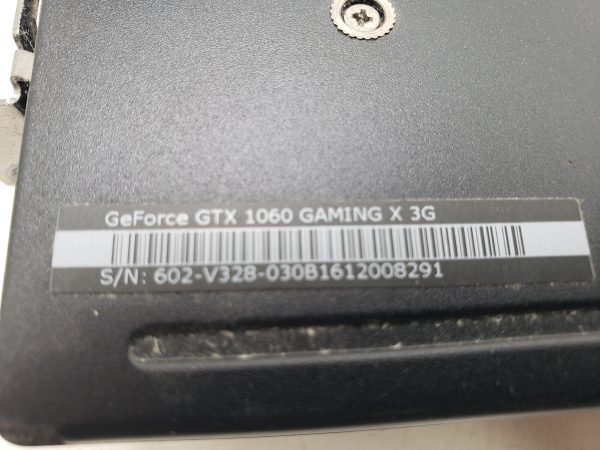 GeForce GTX 1060 GAMING X 3G
S/N: 602-V328-030B1612008291